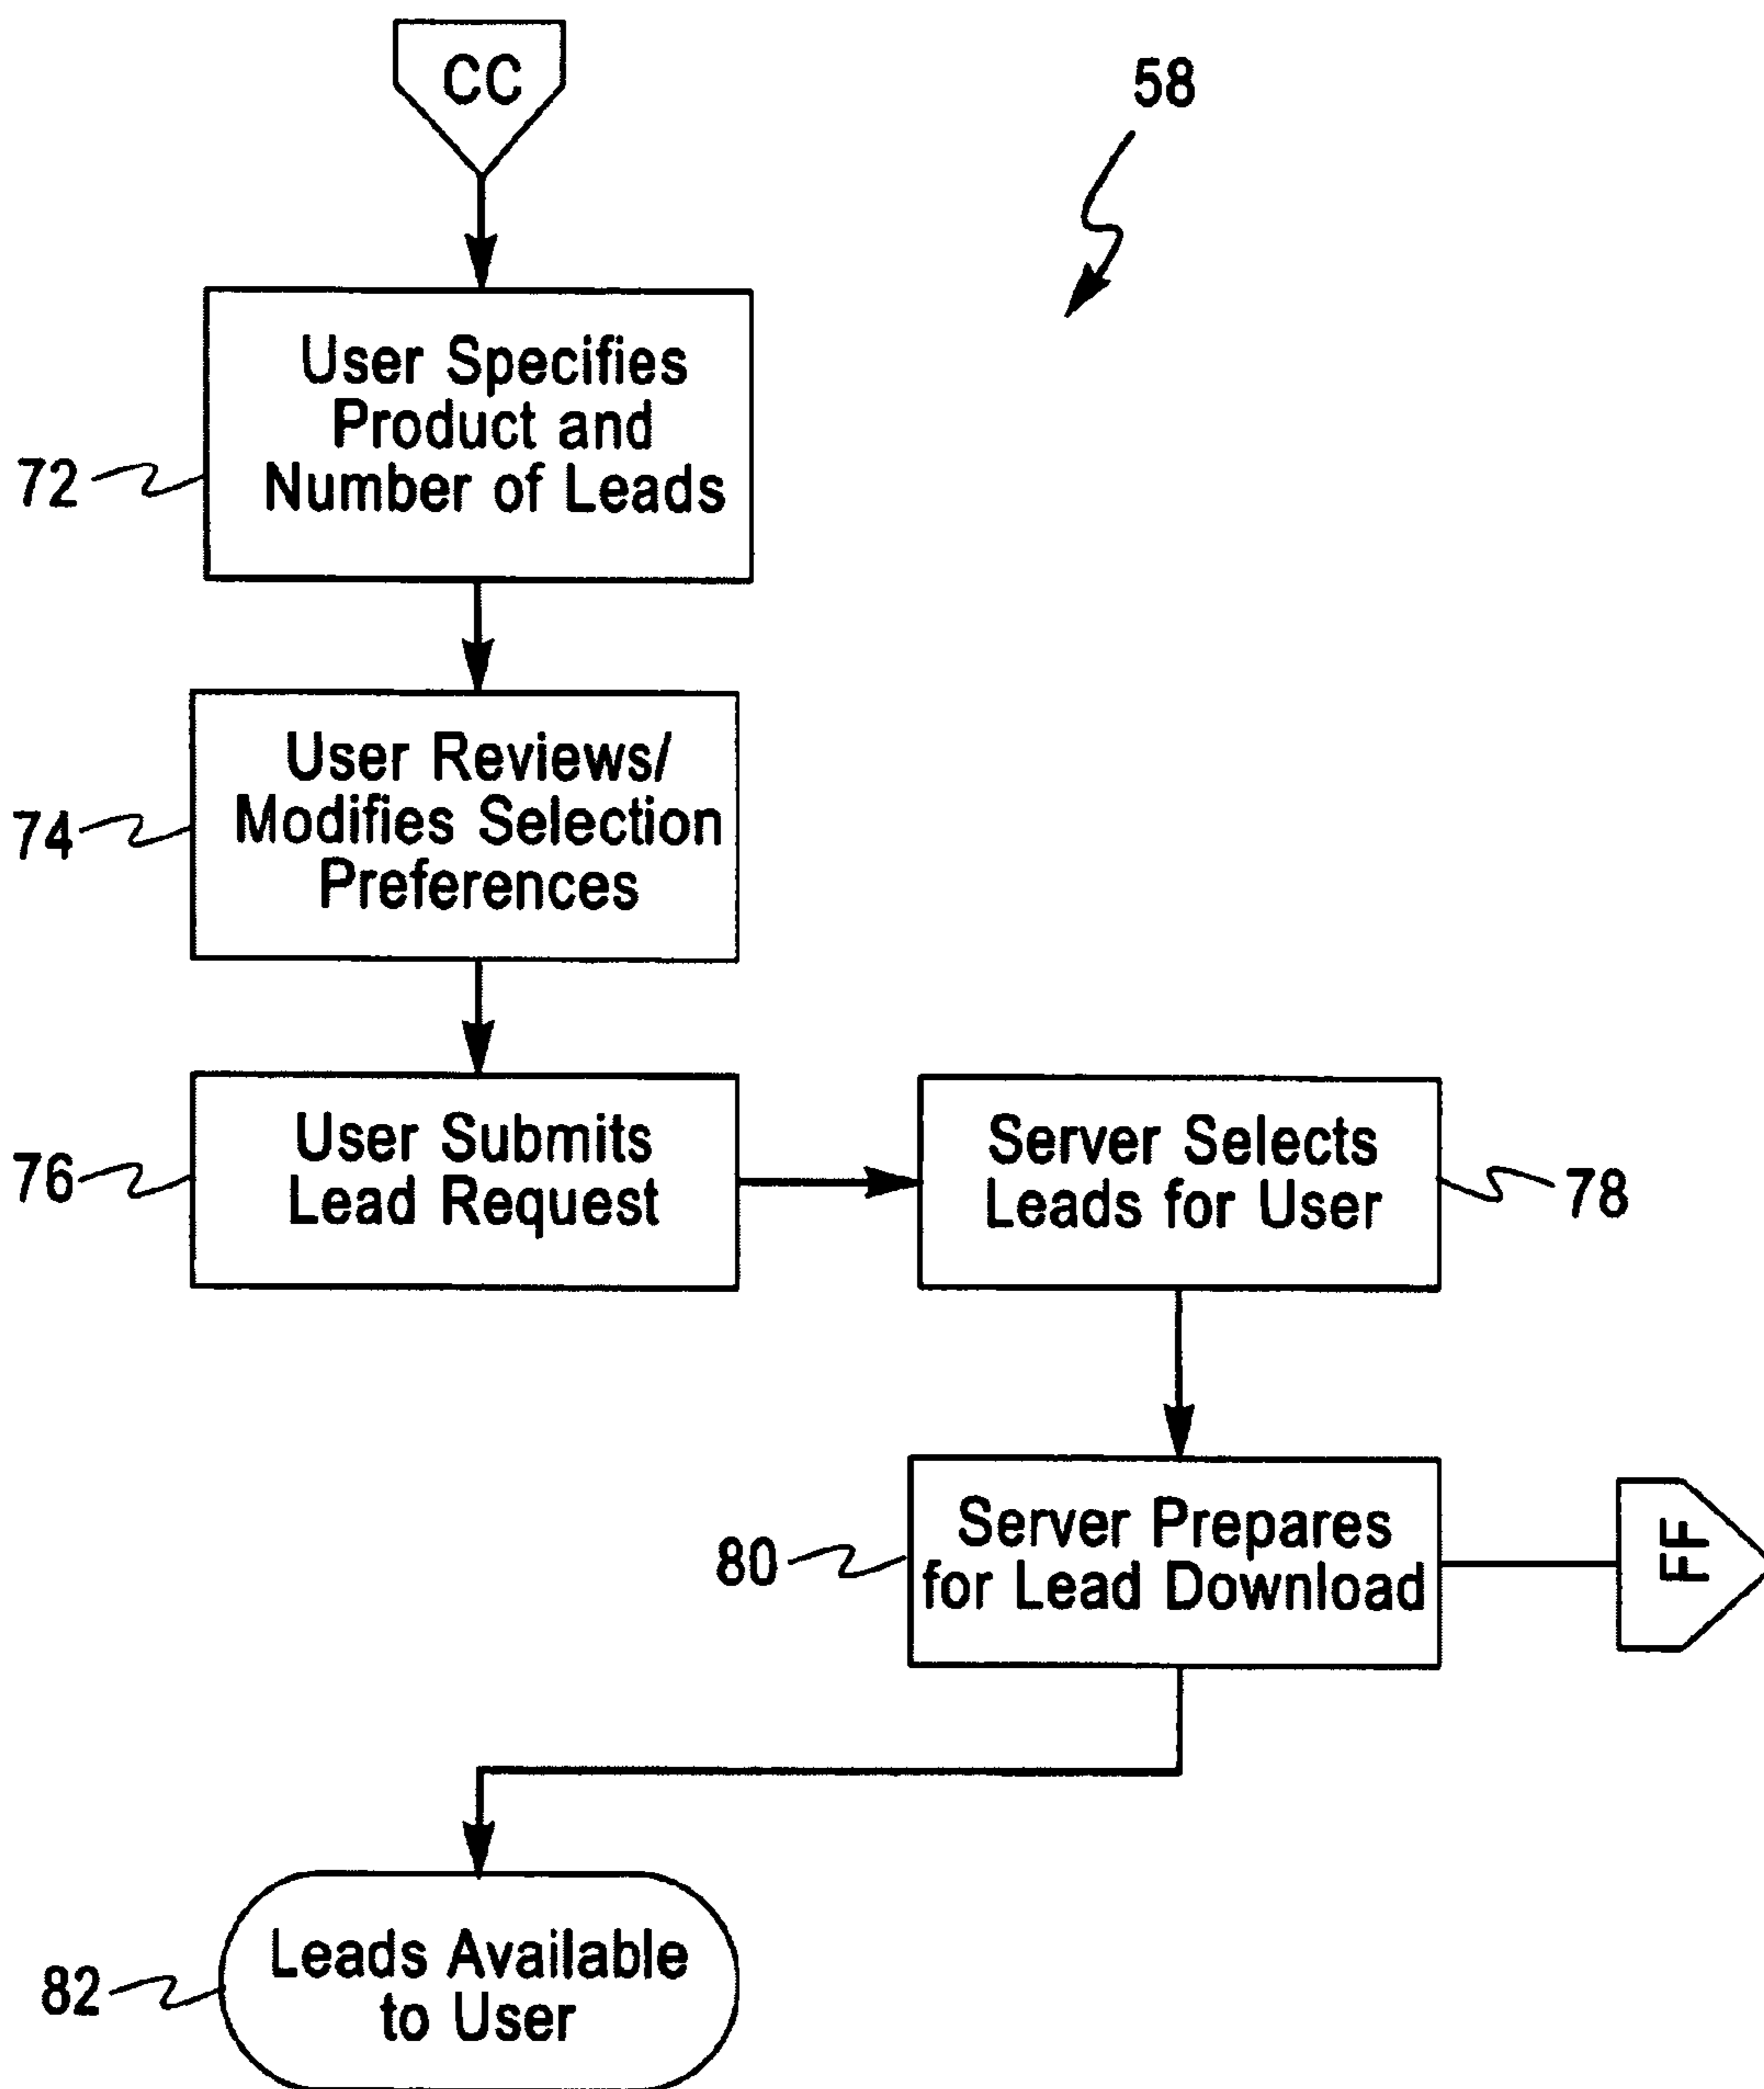 CC
58
User Specifies
Product and
Number of Leads
72
User Reviews/
Modifies Selection
Preferences
74
User Submits
Lead Request
76
Server Selects
Leads for User
78
Server Prepares
for Lead Download
80
FF
Leads Available
to User
82